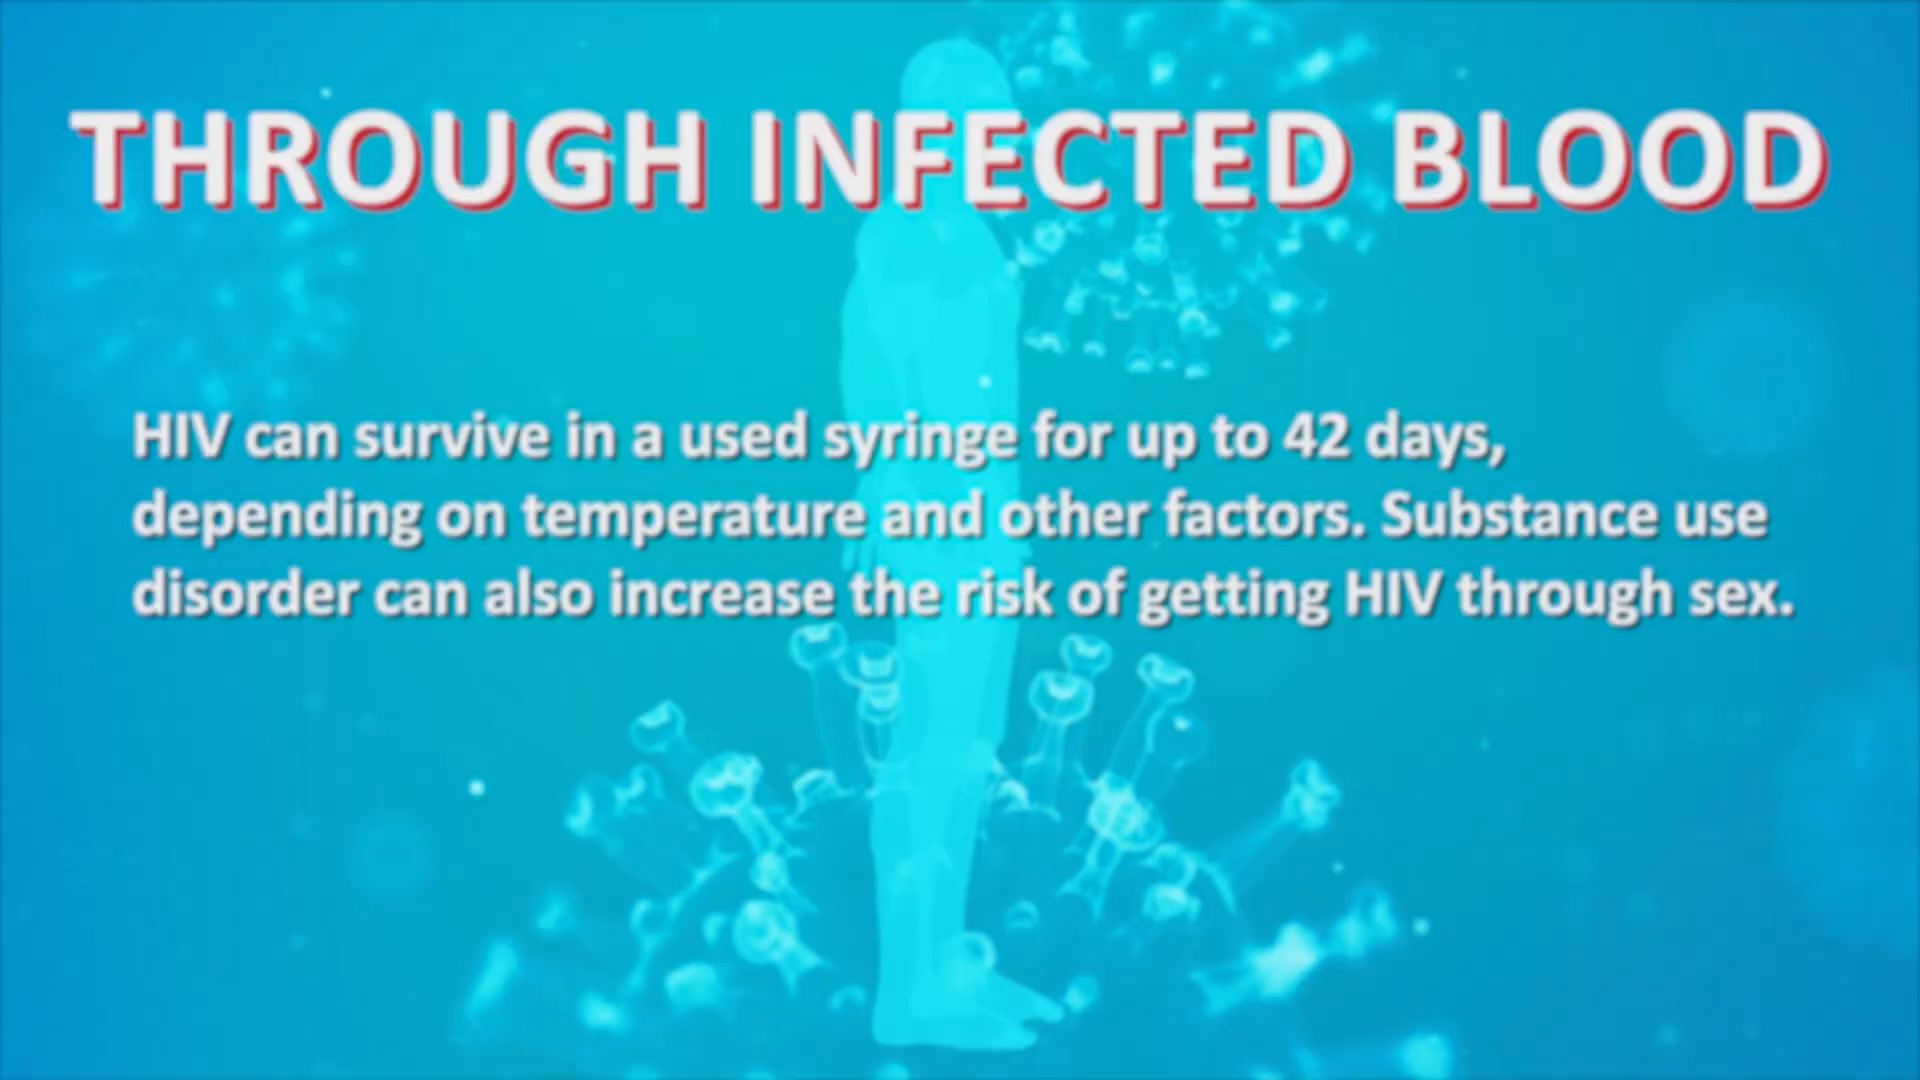 THROUGH INFECTED BLOOD
HIV can survive in a used syringe for up to 42 days,
depending on temperature and other factors. Substance use
disorder can also increase the risk of getting HIV through sex.